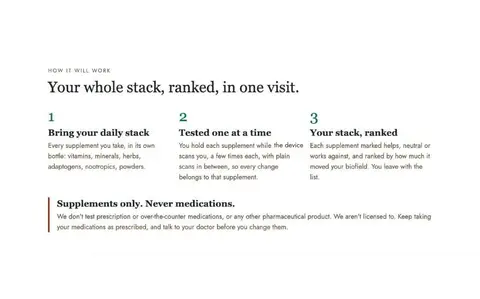 HOW IT WILL WORK
Your whole stack, ranked, in one visit.
1
Bring your daily stack
Every supplement you take, in its own
bottle: vitamins, minerals, herbs,
adaptogens, nootropics, powders.
2
Tested one at a time
You hold each supplement while the device
scans you, a few times each, with plain
scans in between, so every change
belongs to that supplement.
3
Your stack, ranked
Each supplement marked helps, neutral or
works against, and ranked by how much it
moved your biofield. You leave with the
list.
Supplements only. Never medications.
We don't test prescription or over-the-counter medications, or any other pharmaceutical product. We aren't licensed to. Keep taking
your medications as prescribed, and talk to your doctor before you change them.